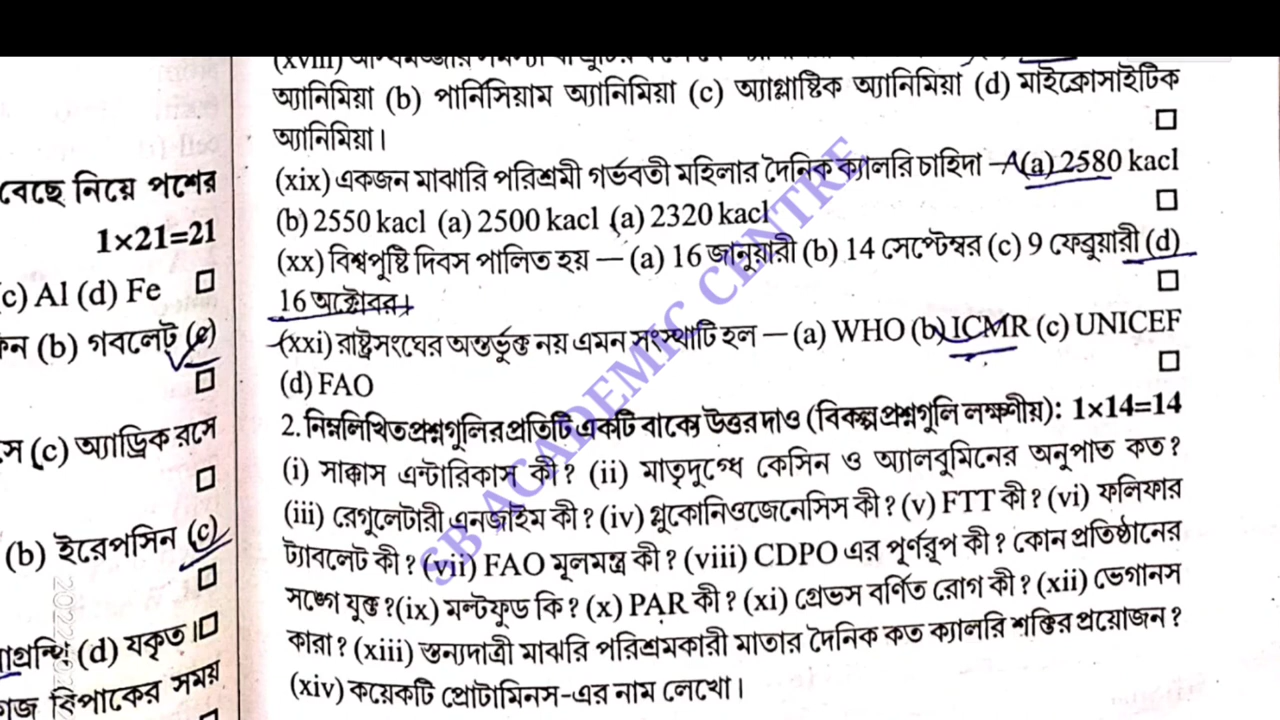 বেছে নিয়ে পশের
1×21=21
(c) Al (d) Fe
(b) গবলেট (c)
(c) অ্যাড্রিক রসে
(b) ইরেপসিন (c)
(d) যকৃত।
বিপাকের সময়
(xviii)
অ্যানিমিয়া (b) পার্নিসিয়াম অ্যানিমিয়া (c) অ্যাপ্লাষ্টিক অ্যানিমিয়া (d) মাইক্রোসাইটিক
অ্যানিমিয়া।
(xix) একজন মাঝারি পরিশ্রমী গর্ভবতী মহিলার দৈনিক ক্যালরি চাহিদা — (a) 2580 kacl
(b) 2550 kacl (a) 2500 kacl (a) 2320 kacl
(xx) বিশ্বপুষ্টি দিবস পালিত হয় — (a) 16 জানুয়ারী (b) 14 সেপ্টেম্বর (c) 9 ফেব্রুয়ারী (d)
16 অক্টোবর।
(xxi) রাষ্ট্রসংঘের অন্তর্ভুক্ত নয় এমন সংস্থাটি হল — (a) WHO (b) ICMR (c) UNICEF
(d) FAO
2. নিম্নলিখিত প্রশ্নগুলির প্রতিটি একটি বাক্যে উত্তর দাও (বিকল্প প্রশ্নগুলি লক্ষণীয়): 1×14=14
(i) সাক্কাস এন্টারিকাস কী? (ii) মাতৃদুগ্ধে কেসিন ও অ্যালবুমিনের অনুপাত কত?
(iii) রেগুলেটারী এনজাইম কী? (iv) গ্লুকোনিওজেনেসিস কী? (v) FTT কী? (vi) ফলিফার
ট্যাবলেট কী? (vii) FAO মূলমন্ত্র কী? (viii) CDPO এর পূর্ণরূপ কী? কোন প্রতিষ্ঠানের
সঙ্গে যুক্ত? (ix) মল্টফুড কি? (x) PAR কী? (xi) গ্রেভস বর্ণিত রোগ কী? (xii) ভেগানস
কারা? (xiii) স্তন্যদাত্রী মাঝরি পরিশ্রমকারী মাতার দৈনিক কত ক্যালরি শক্তির প্রয়োজন?
(xiv) কয়েকটি প্রোটামিনস-এর নাম লেখো।
SB ACADEMIC CENTRE